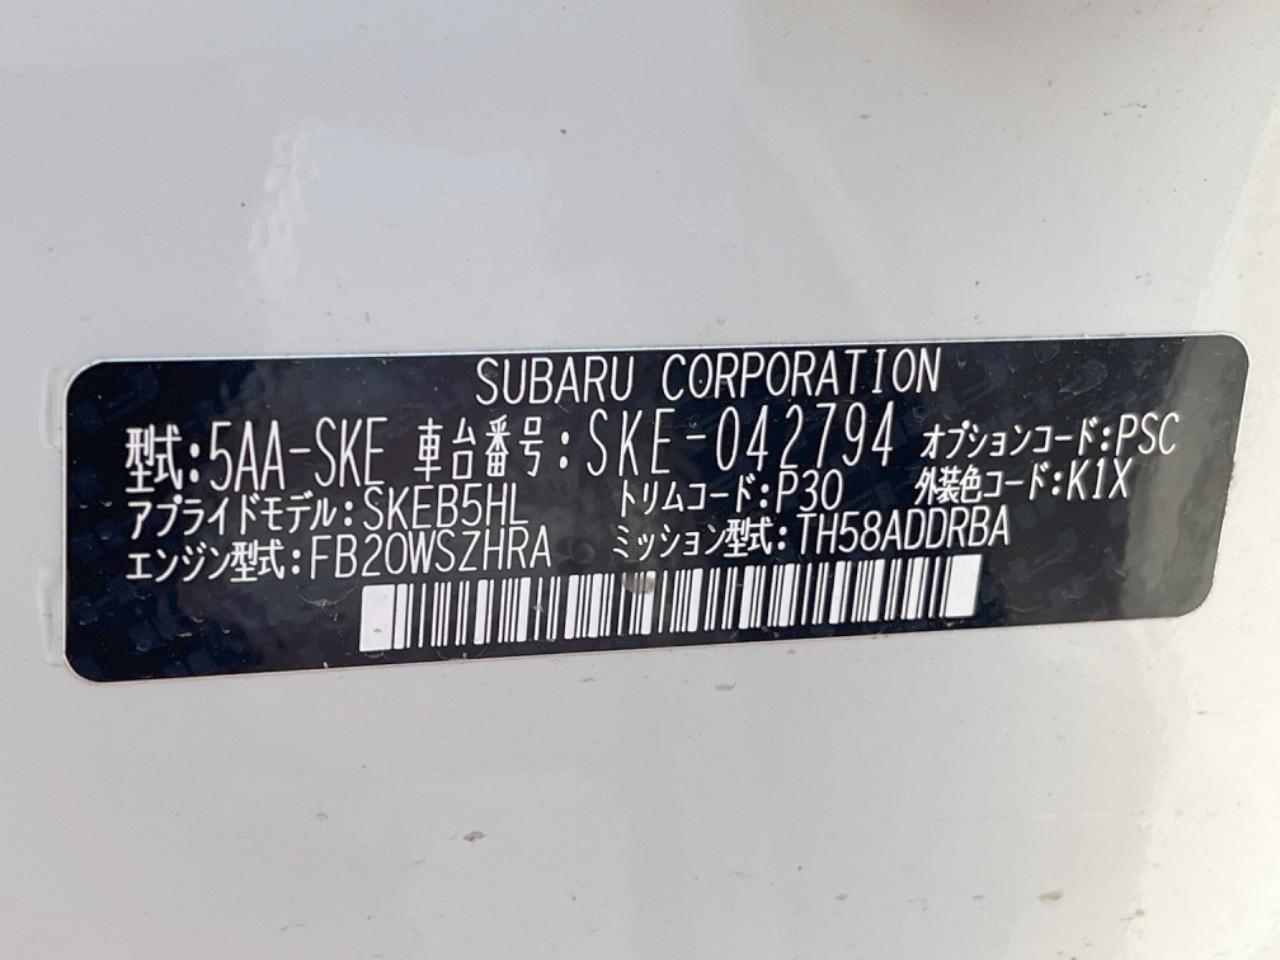 SUBARU CORPORATION
型式:5AA-SKE 車台番号:SKE-042794 オプションコード:PSC
アプライドモデル:SKEB5HL トリムコード:P30 外装色コード:K1X
エンジン型式:FB20WSZHRA ミッション型式:TH58ADDRBA